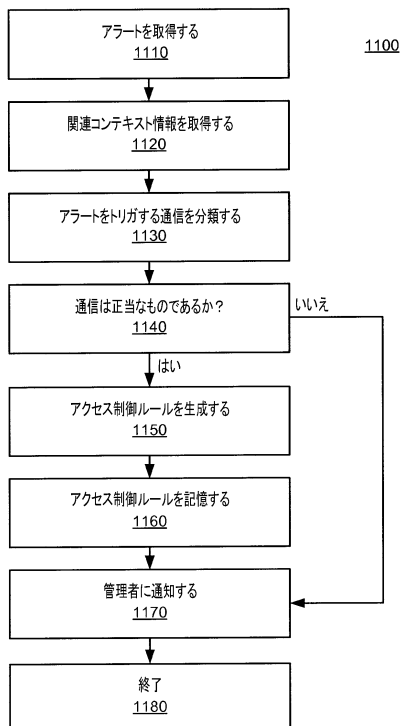 アラートを取得する
1110
1100
関連コンテキスト情報を取得する
1120
アラートをトリガする通信を分類する
1130
通信は正当なものであるか?
1140
いいえ
はい
アクセス制御ルールを生成する
1150
アクセス制御ルールを記憶する
1160
管理者に通知する
1170
終了
1180